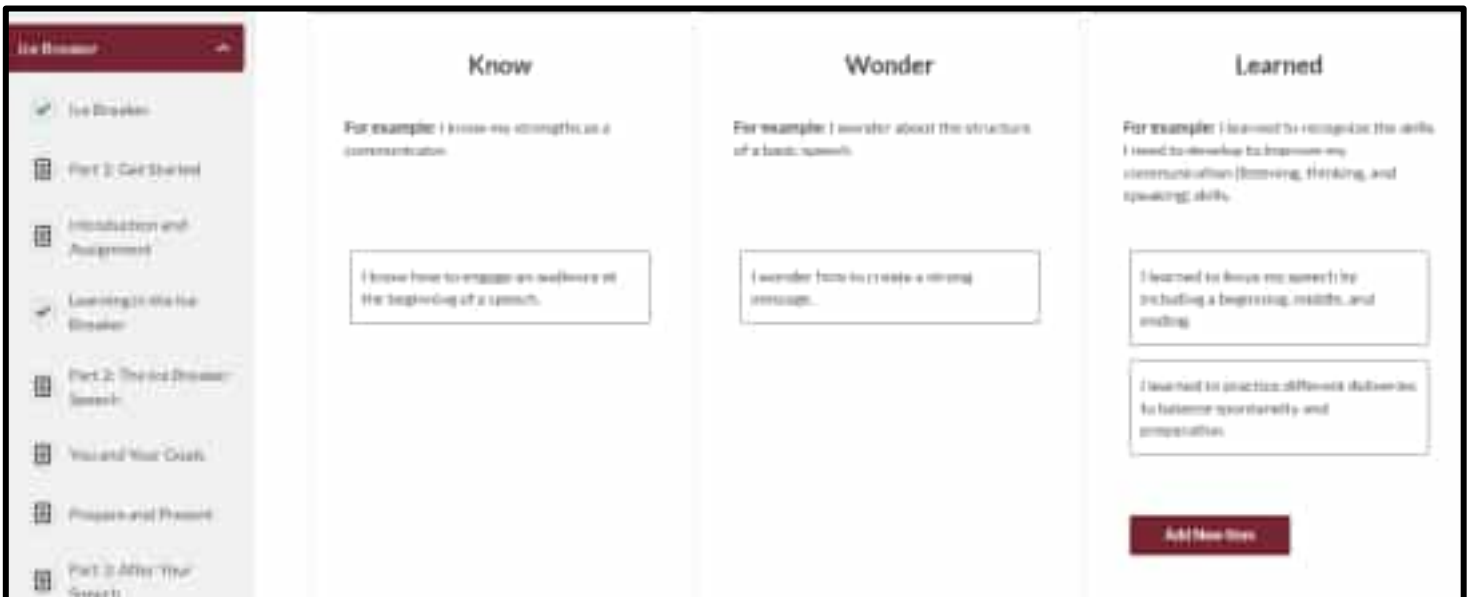 Ice Breaker
Ice Breaker
Part 1: Get Started
Introduction and
Assignment
Learning in the Ice
Breaker
Part 2: The Ice Breaker
Speech
You and Your Goals
Prepare and Present
Part 3: After Your
Speech
Know
For example: I know my strengths as a
communicator.
I know how to engage an audience at
the beginning of a speech.
Wonder
For example: I wonder about the structure
of a basic speech.
I wonder how to create a strong
message.
Learned
For example: I learned to recognize the skills
I need to develop to improve my
communication (listening, thinking, and
speaking) skills.
I learned to focus my speech by
including a beginning, middle, and
ending.
I learned to practice different deliveries
to balance spontaneity and
preparation.
Add New Item